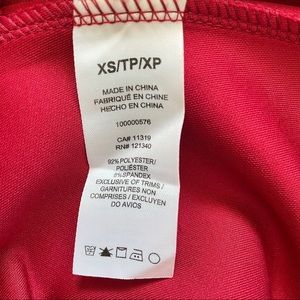 XS/TP/XP
MADE IN CHINA
FABRIQUÉ EN CHINE
HECHO EN CHINA
100000576
CA# 11319
RN# 121340
92% POLYESTER/
POLIÉSTER
8% SPANDEX
EXCLUSIVE OF TRIMS /
GARNITURES NON
COMPRISES / EXCLUYEN
DO AVIOS